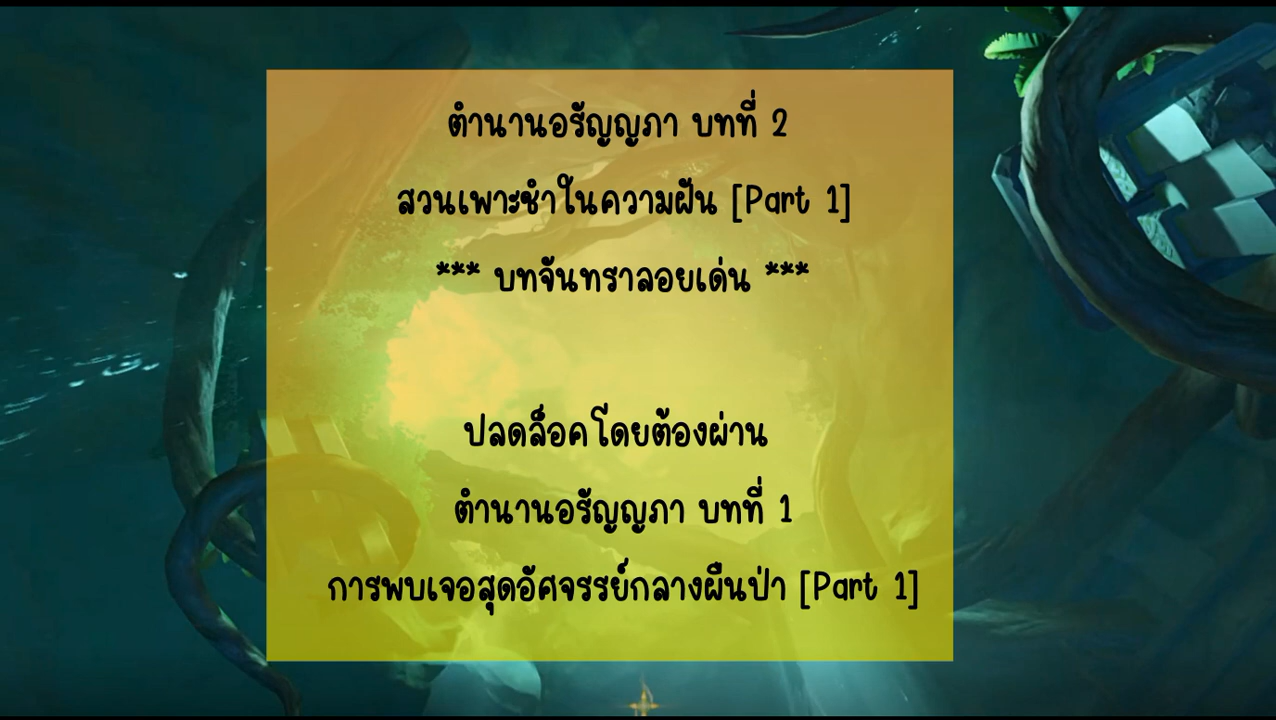 ตำนานอรัญญภา บทที่ 2
สวนเพาะชำในความฝัน [Part 1]
*** บทจันทราลอยเด่น ***
ปลดล็อคโดยต้องผ่าน
ตำนานอรัญญภา บทที่ 1
การพบเจอสุดอัศจรรย์กลางผืนป่า [Part 1]